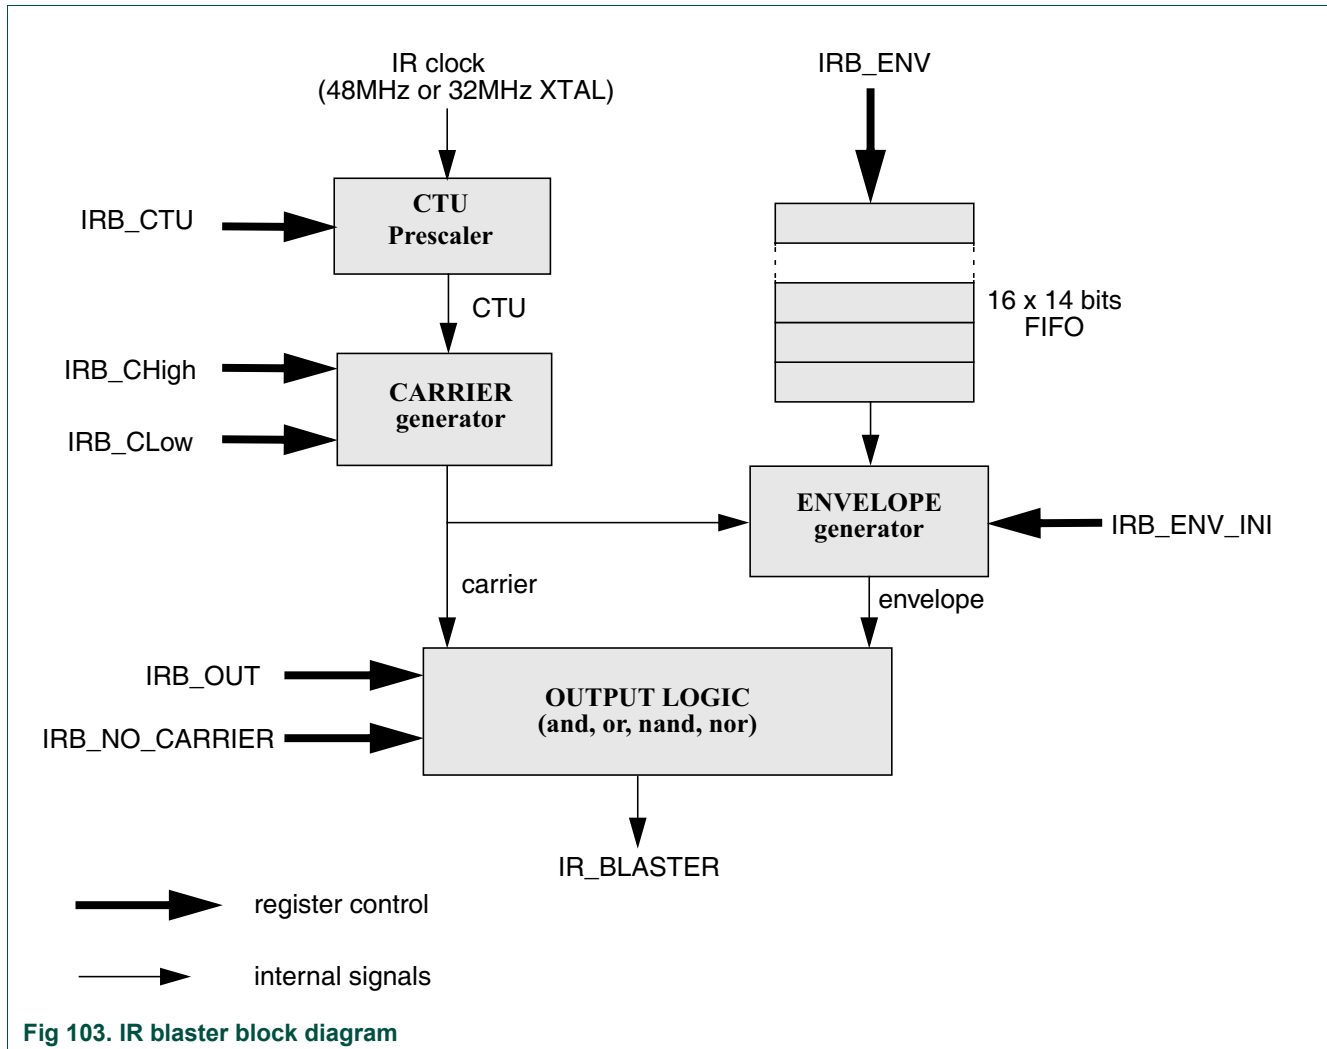 IR clock
(48MHz or 32MHz XTAL)
IRB_ENV
IRB_CTU
CTU
Prescaler
CTU
16 x 14 bits
FIFO
IRB_CHigh
IRB_CLow
CARRIER
generator
ENVELOPE
generator
IRB_ENV_INI
carrier
envelope
IRB_OUT
IRB_NO_CARRIER
OUTPUT LOGIC
(and, or, nand, nor)
IR_BLASTER
register control
internal signals
Fig 103. IR blaster block diagram